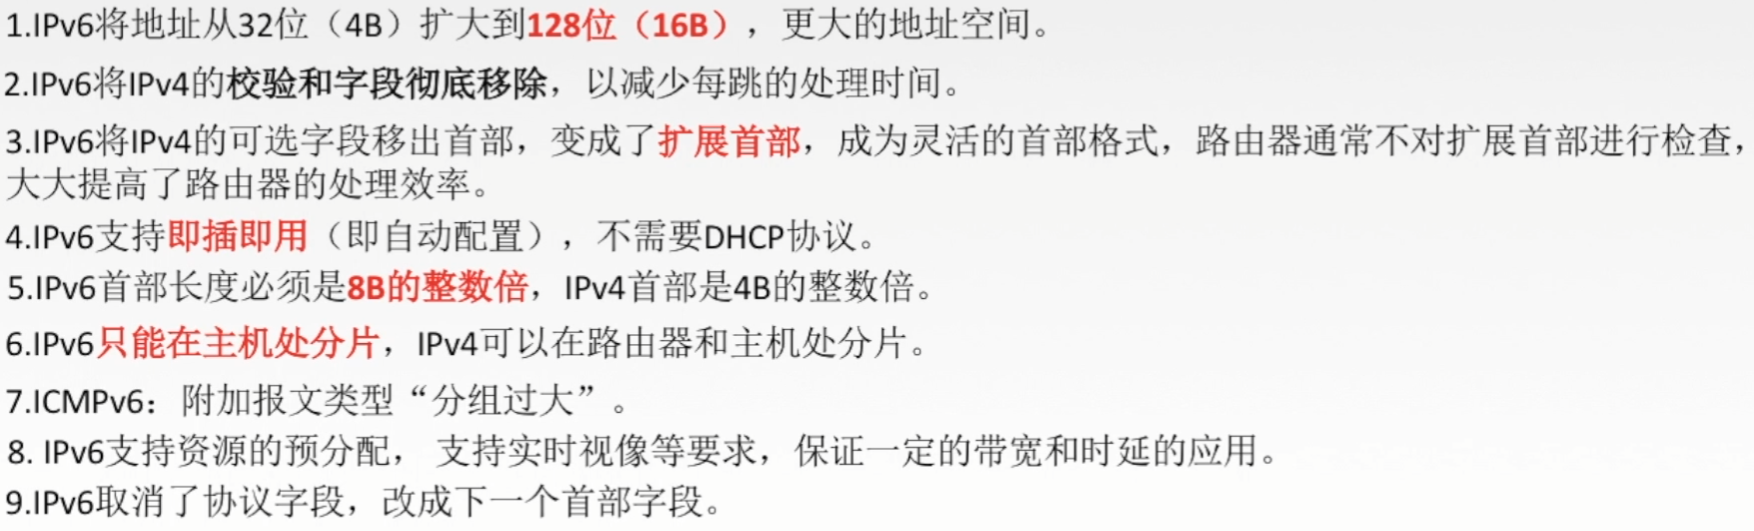 1.IPv6将地址从32位（4B）扩大到128位（16B），更大的地址空间。
2.IPv6将IPv4的校验和字段彻底移除，以减少每跳的处理时间。
3.IPv6将IPv4的可选字段移出首部，变成了扩展首部，成为灵活的首部格式，路由器通常不对扩展首部进行检查，
大大提高了路由器的处理效率。
4.IPv6支持即插即用（即自动配置），不需要DHCP协议。
5.IPv6首部长度必须是8B的整数倍，IPv4首部是4B的整数倍。
6.IPv6只能在主机处分片，IPv4可以在路由器和主机处分片。
7.ICMPv6：附加报文类型“分组过大”。
8. IPv6支持资源的预分配， 支持实时视像等要求，保证一定的带宽和时延的应用。
9.IPv6取消了协议字段，改成下一个首部字段。